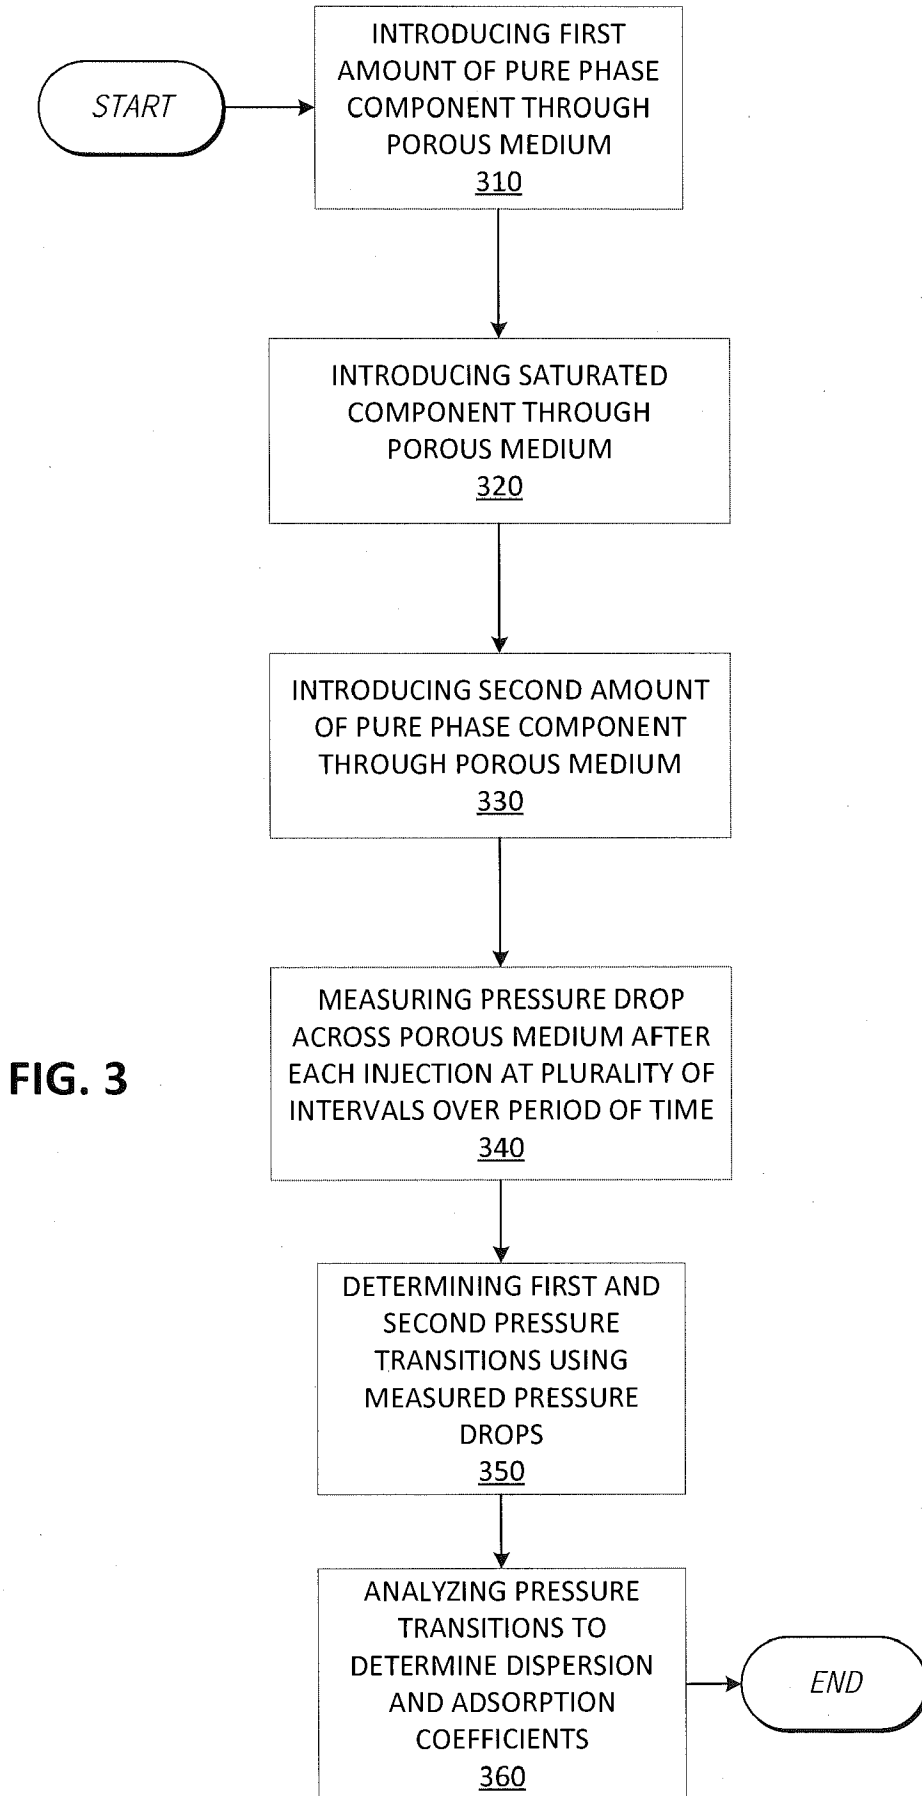 START
INTRODUCING FIRST
AMOUNT OF PURE PHASE
COMPONENT THROUGH
POROUS MEDIUM
310
INTRODUCING SATURATED
COMPONENT THROUGH
POROUS MEDIUM
320
INTRODUCING SECOND AMOUNT
OF PURE PHASE COMPONENT
THROUGH POROUS MEDIUM
330
MEASURING PRESSURE DROP
ACROSS POROUS MEDIUM AFTER
EACH INJECTION AT PLURALITY OF
INTERVALS OVER PERIOD OF TIME
340
FIG. 3
DETERMINING FIRST AND
SECOND PRESSURE
TRANSITIONS USING
MEASURED PRESSURE
DROPS
350
ANALYZING PRESSURE
TRANSITIONS TO
DETERMINE DISPERSION
AND ADSORPTION
COEFFICIENTS
360
END